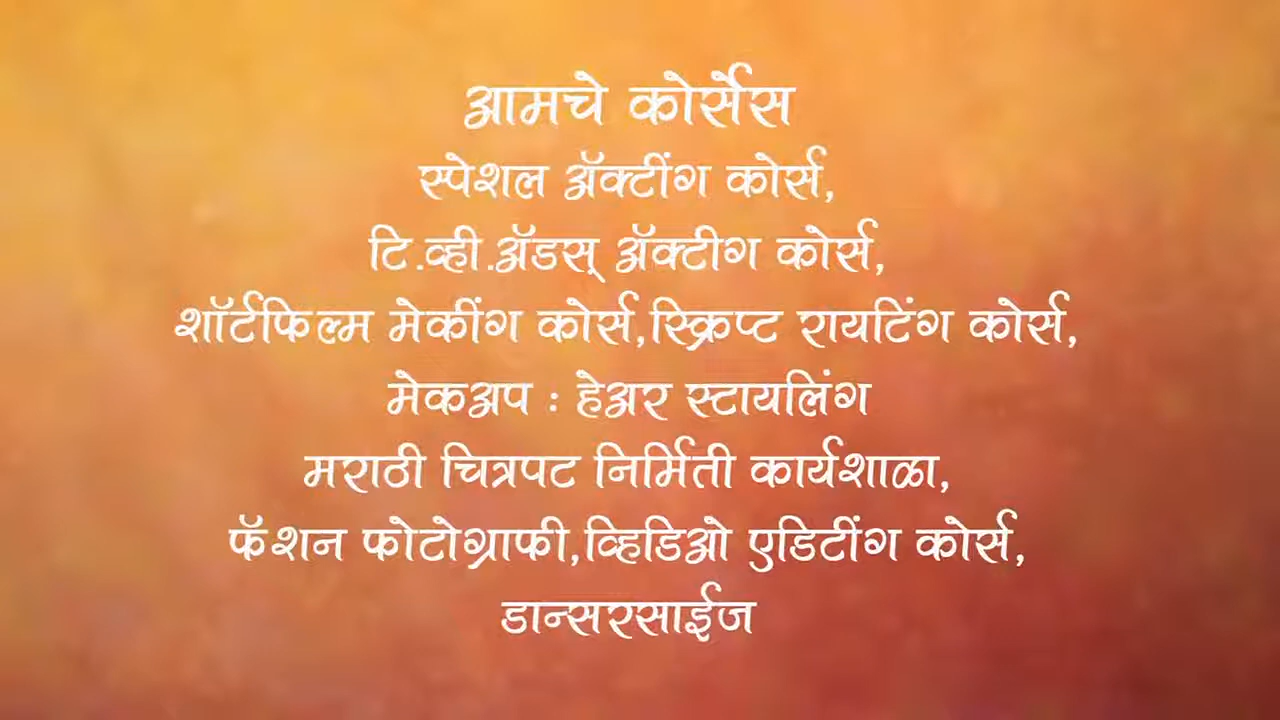 आमचे कोर्सेस
स्पेशल ॲक्टींग कोर्स,
टि.व्ही.ॲडस् ॲक्टीग कोर्स,
शॉर्टफिल्म मेकींग कोर्स,स्क्रिप्ट रायटिंग कोर्स,
मेकअप : हेअर स्टायलिंग
मराठी चित्रपट निर्मिती कार्यशाळा,
फॅशन फोटोग्राफी,व्हिडिओ एडिटींग कोर्स,
डान्सरसाईज